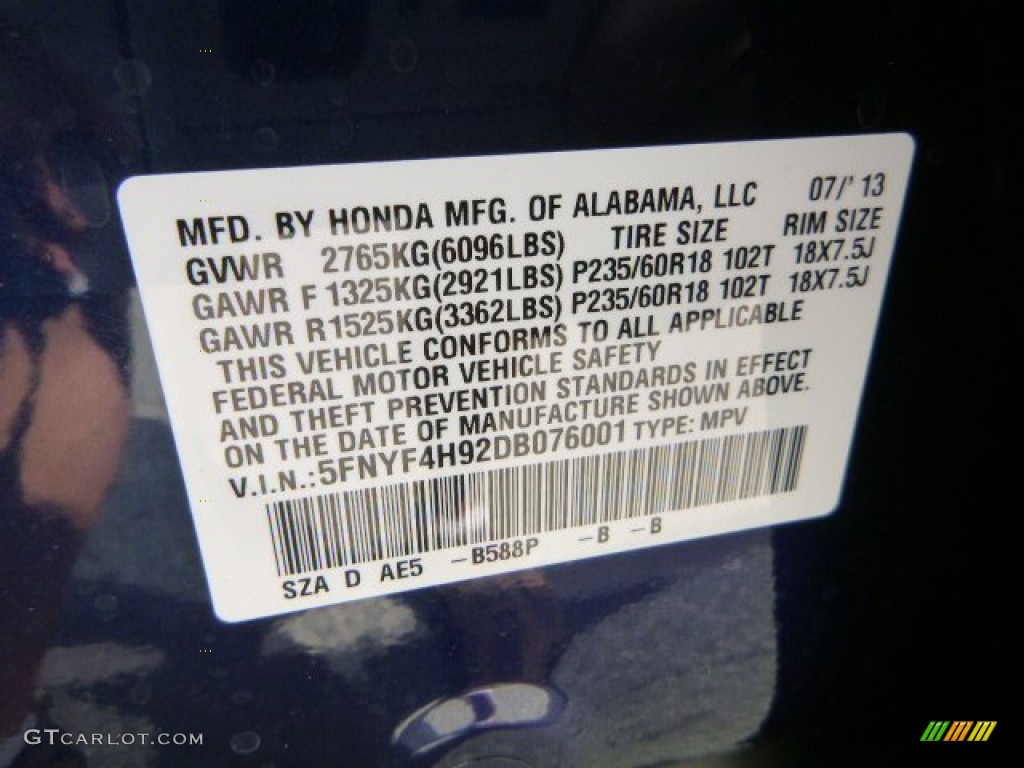 MFD. BY HONDA MFG. OF ALABAMA, LLC 07/'13
GVWR 2765KG(6096LBS) TIRE SIZE RIM SIZE
GAWR F 1325KG(2921LBS) P235/60R18 102T 18X7.5J
GAWR R1525KG(3362LBS) P235/60R18 102T 18X7.5J
THIS VEHICLE CONFORMS TO ALL APPLICABLE
FEDERAL MOTOR VEHICLE SAFETY
AND THEFT PREVENTION STANDARDS IN EFFECT
ON THE DATE OF MANUFACTURE SHOWN ABOVE.
V.I.N.:5FNYF4H92DB076001 TYPE: MPV
SZA D AE5 -B588P -B -B
GTCARLOT.COM